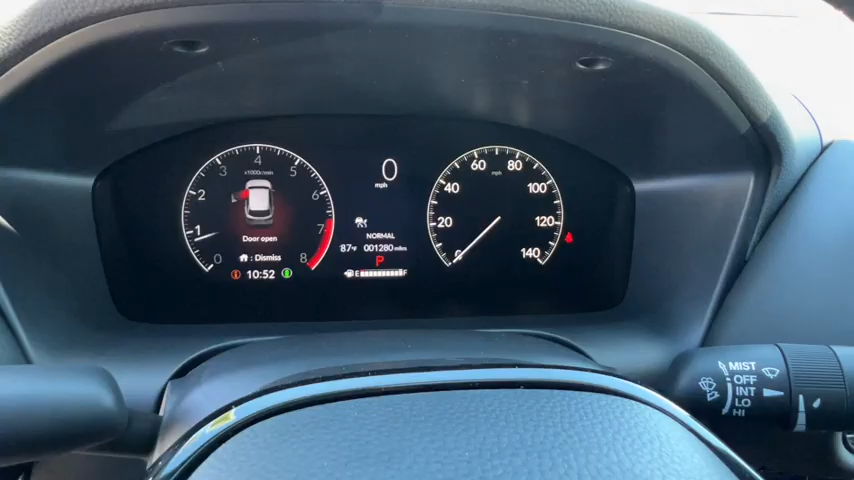 0 1 2 3 4 5 6 7 8
x1000r/min
Door open
: Dismiss
10:52
0
mph
NORMAL
87°F 001280 miles
P
E F
0 20 40 60 80 100 120 140
mph
MIST
OFF
INT
LO
HI